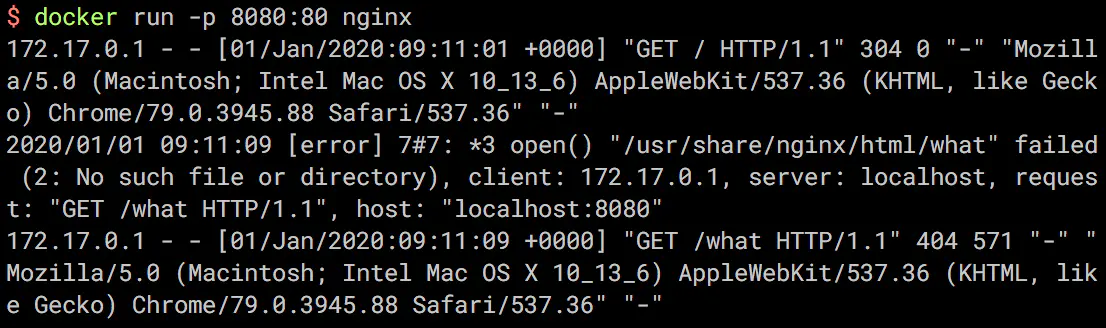 $ docker run -p 8080:80 nginx
172.17.0.1 - - [01/Jan/2020:09:11:01 +0000] "GET / HTTP/1.1" 304 0 "-" "Mozill
a/5.0 (Macintosh; Intel Mac OS X 10_13_6) AppleWebKit/537.36 (KHTML, like Geck
o) Chrome/79.0.3945.88 Safari/537.36" "-"
2020/01/01 09:11:09 [error] 7#7: *3 open() "/usr/share/nginx/html/what" failed
 (2: No such file or directory), client: 172.17.0.1, server: localhost, reques
t: "GET /what HTTP/1.1", host: "localhost:8080"
172.17.0.1 - - [01/Jan/2020:09:11:09 +0000] "GET /what HTTP/1.1" 404 571 "-" "
Mozilla/5.0 (Macintosh; Intel Mac OS X 10_13_6) AppleWebKit/537.36 (KHTML, lik
e Gecko) Chrome/79.0.3945.88 Safari/537.36" "-"